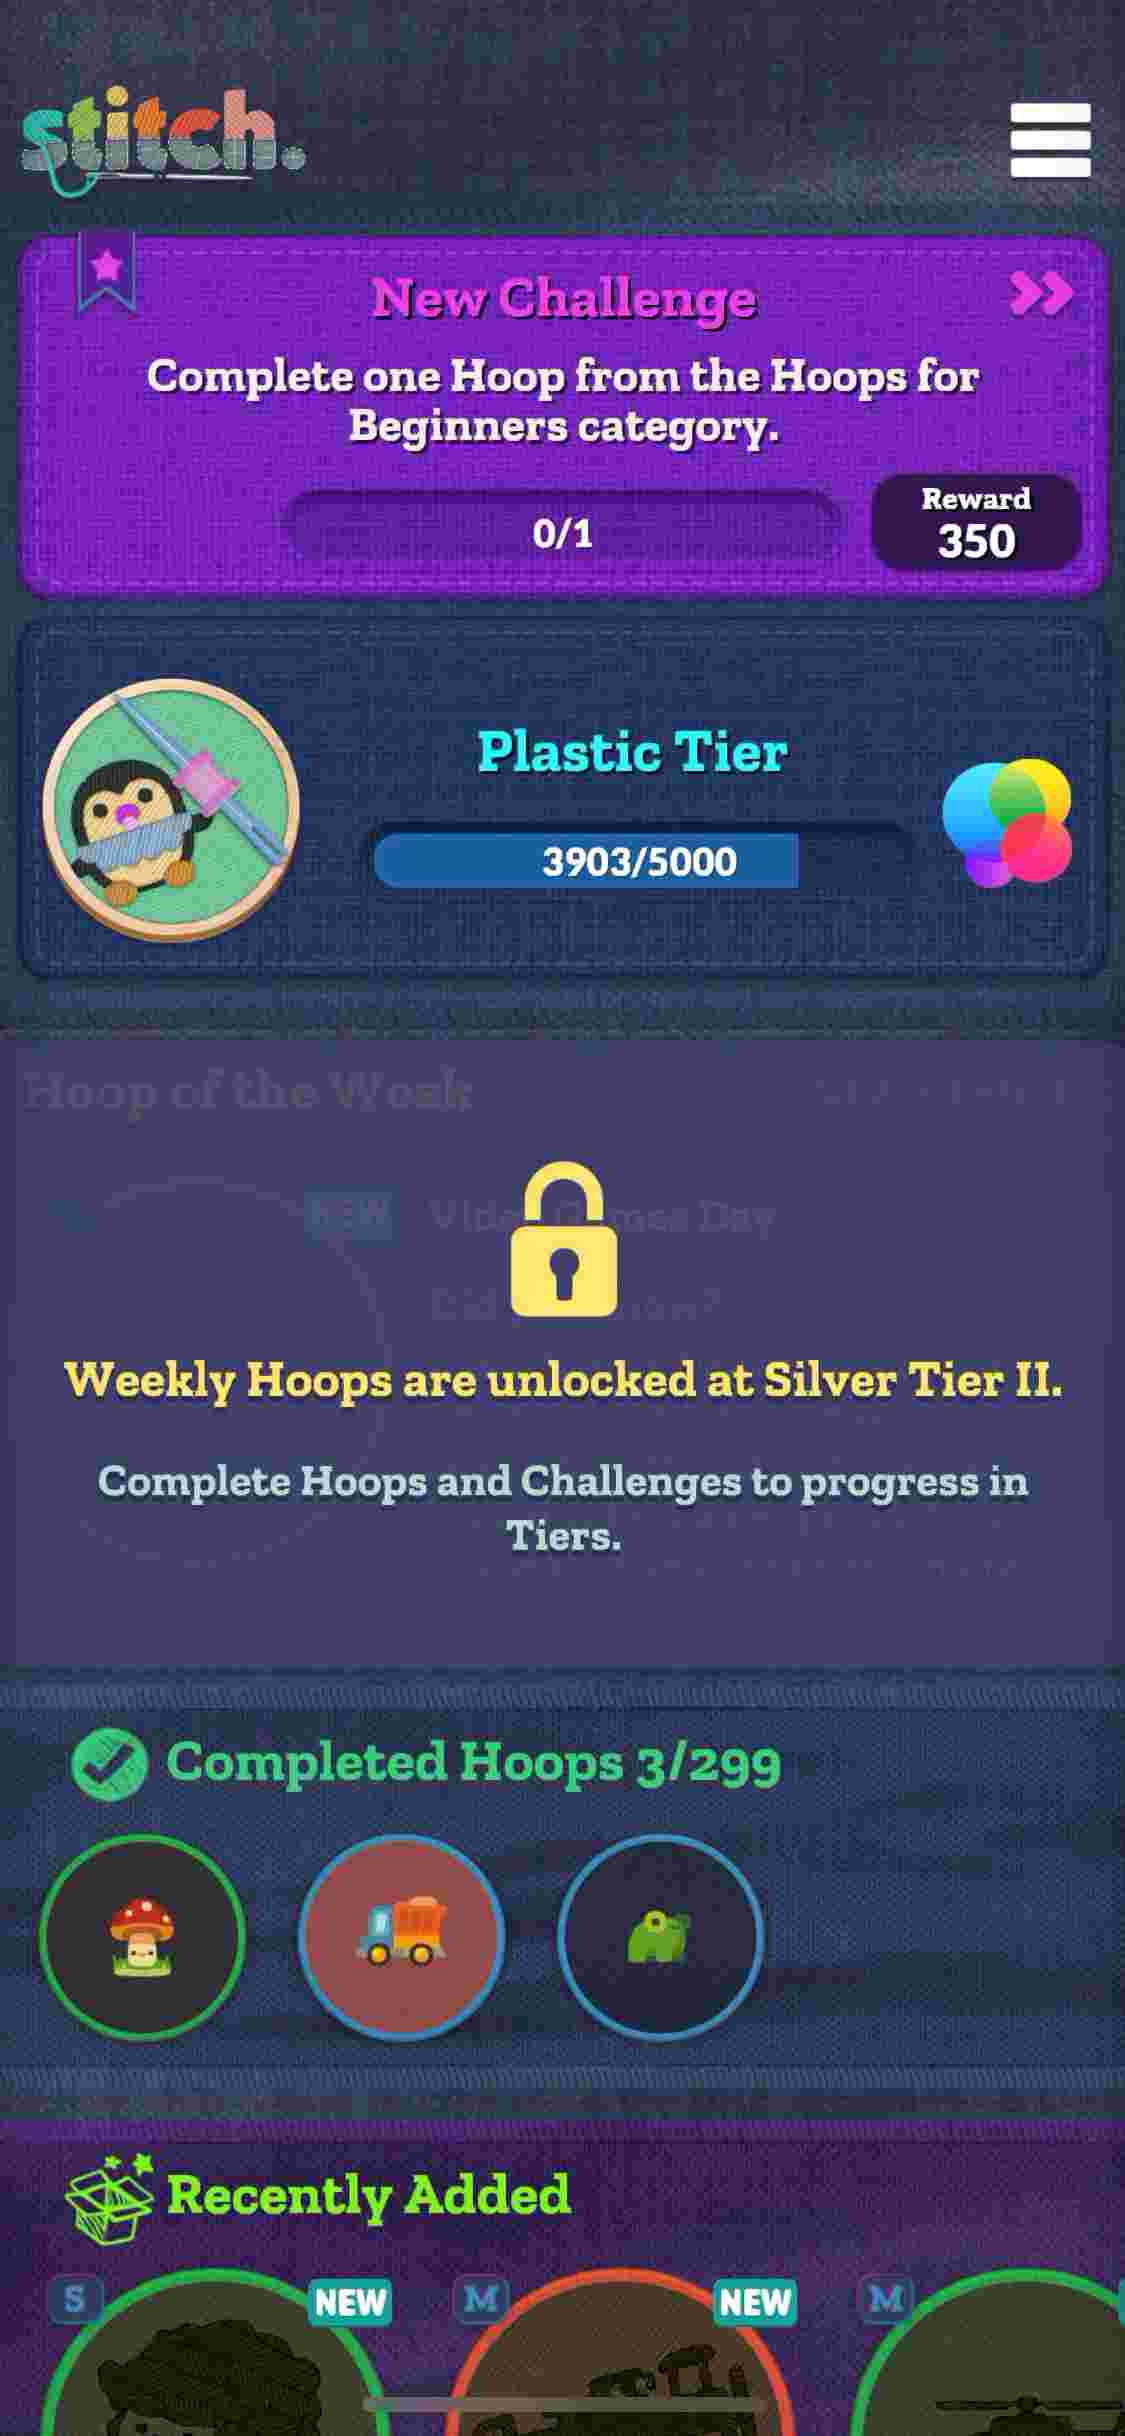 stitch.
New Challenge
Complete one Hoop from the Hoops for
Beginners category.
0/1
Reward
350
Plastic Tier
3903/5000
Hoop of the Week
NEW
Video Games Day
Weekly Hoops are unlocked at Silver Tier II.
Complete Hoops and Challenges to progress in
Tiers.
Completed Hoops 3/299
Recently Added
S
NEW
M
NEW
M